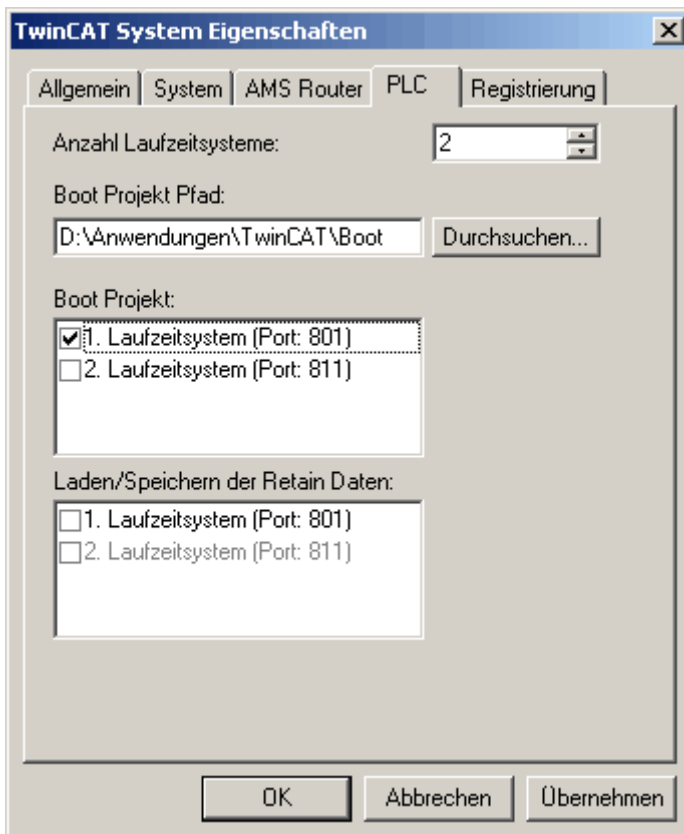 TwinCAT System Eigenschaften
Allgemein System AMS Router PLC Registrierung
Anzahl Laufzeitsysteme: 2
Boot Projekt Pfad:
D:\Anwendungen\TwinCAT\Boot Durchsuchen...
Boot Projekt:
1. Laufzeitsystem (Port: 801)
2. Laufzeitsystem (Port: 811)
Laden/Speichern der Retain Daten:
1. Laufzeitsystem (Port: 801)
2. Laufzeitsystem (Port: 811)
OK Abbrechen Übernehmen